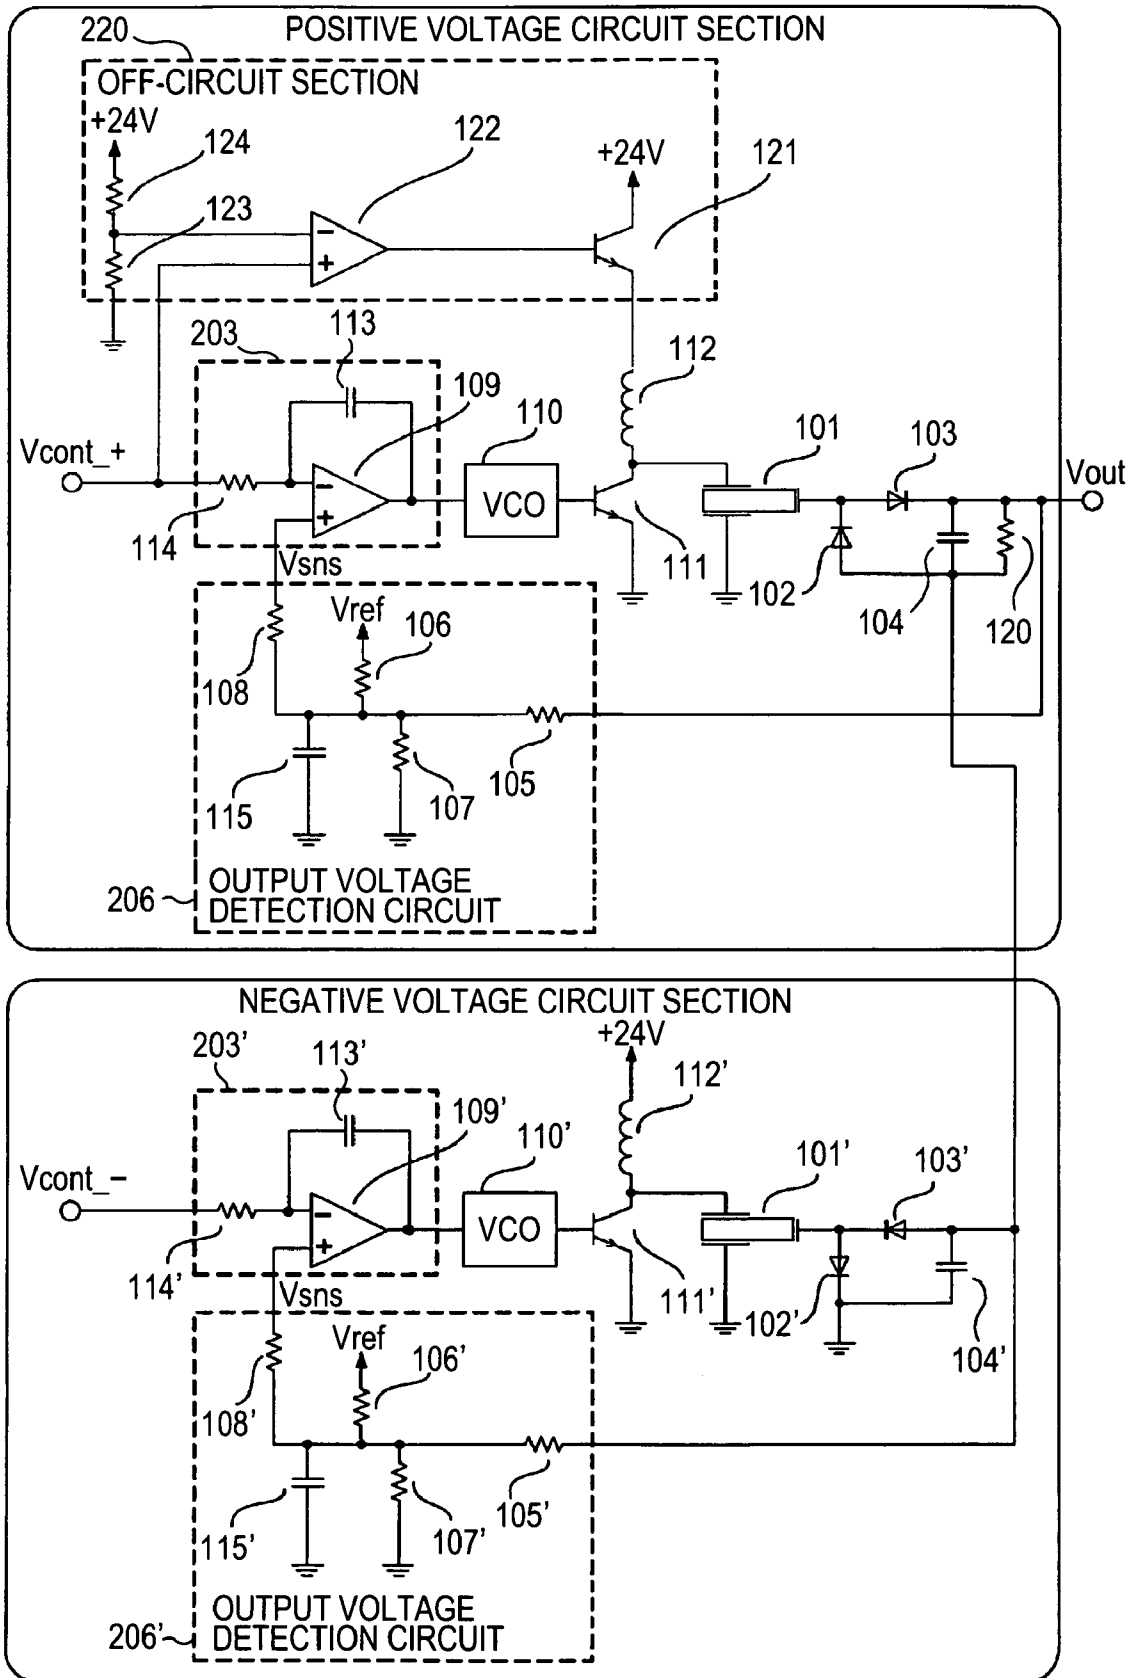 220
POSITIVE VOLTAGE CIRCUIT SECTION
OFF-CIRCUIT SECTION
+24V
124
122
+24V
121
123
−
+
203
113
109
112
110
101
103
Vcont_+
Vout
−
+
VCO
114
Vsns
111
102
104
120
Vref
106
108
105
115
107
206
OUTPUT VOLTAGE
DETECTION CIRCUIT
NEGATIVE VOLTAGE CIRCUIT SECTION
+24V
203'
113'
112'
109'
110'
101'
103'
Vcont_−
−
+
VCO
114'
Vsns
111'
102'
104'
Vref
106'
108'
105'
115'
107'
206'
OUTPUT VOLTAGE
DETECTION CIRCUIT